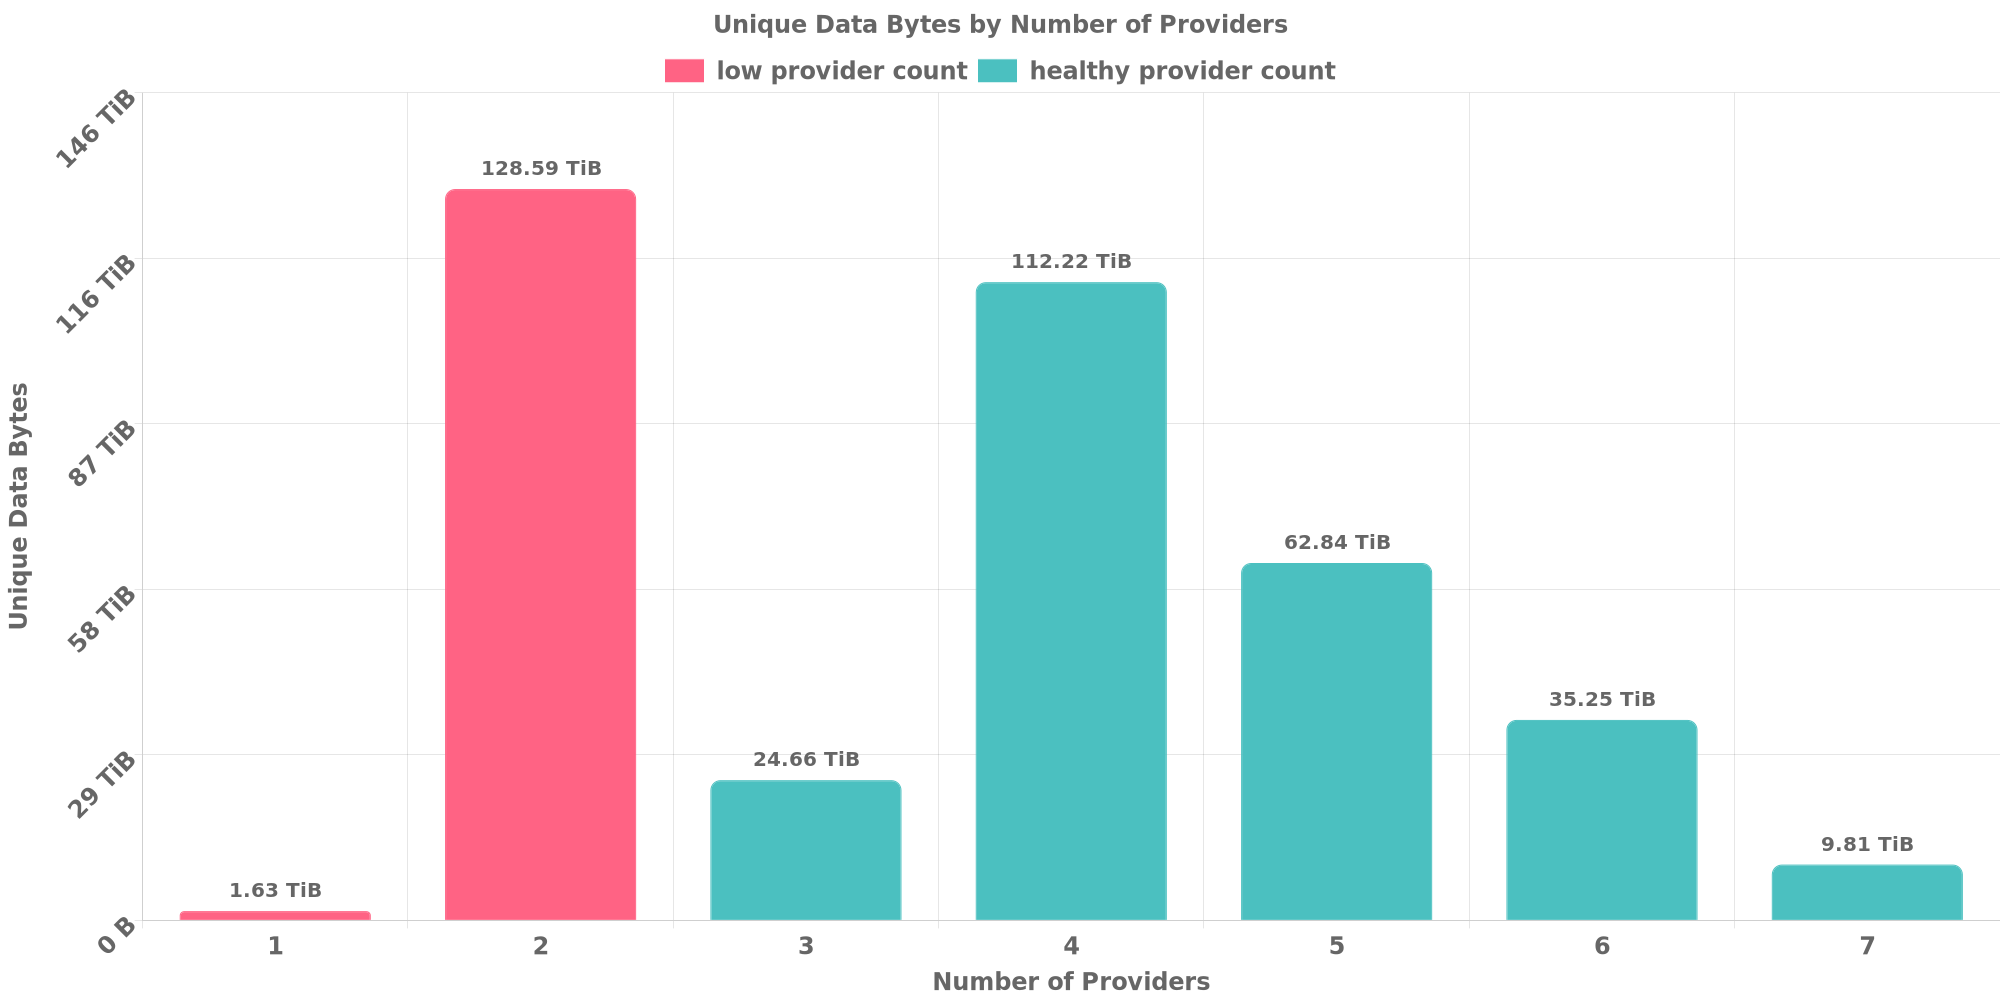 Unique Data Bytes by Number of Providers
low provider count healthy provider count
146 TiB
116 TiB
87 TiB
58 TiB
29 TiB
0 B
Unique Data Bytes
1.63 TiB
128.59 TiB
24.66 TiB
112.22 TiB
62.84 TiB
35.25 TiB
9.81 TiB
1 2 3 4 5 6 7
Number of Providers